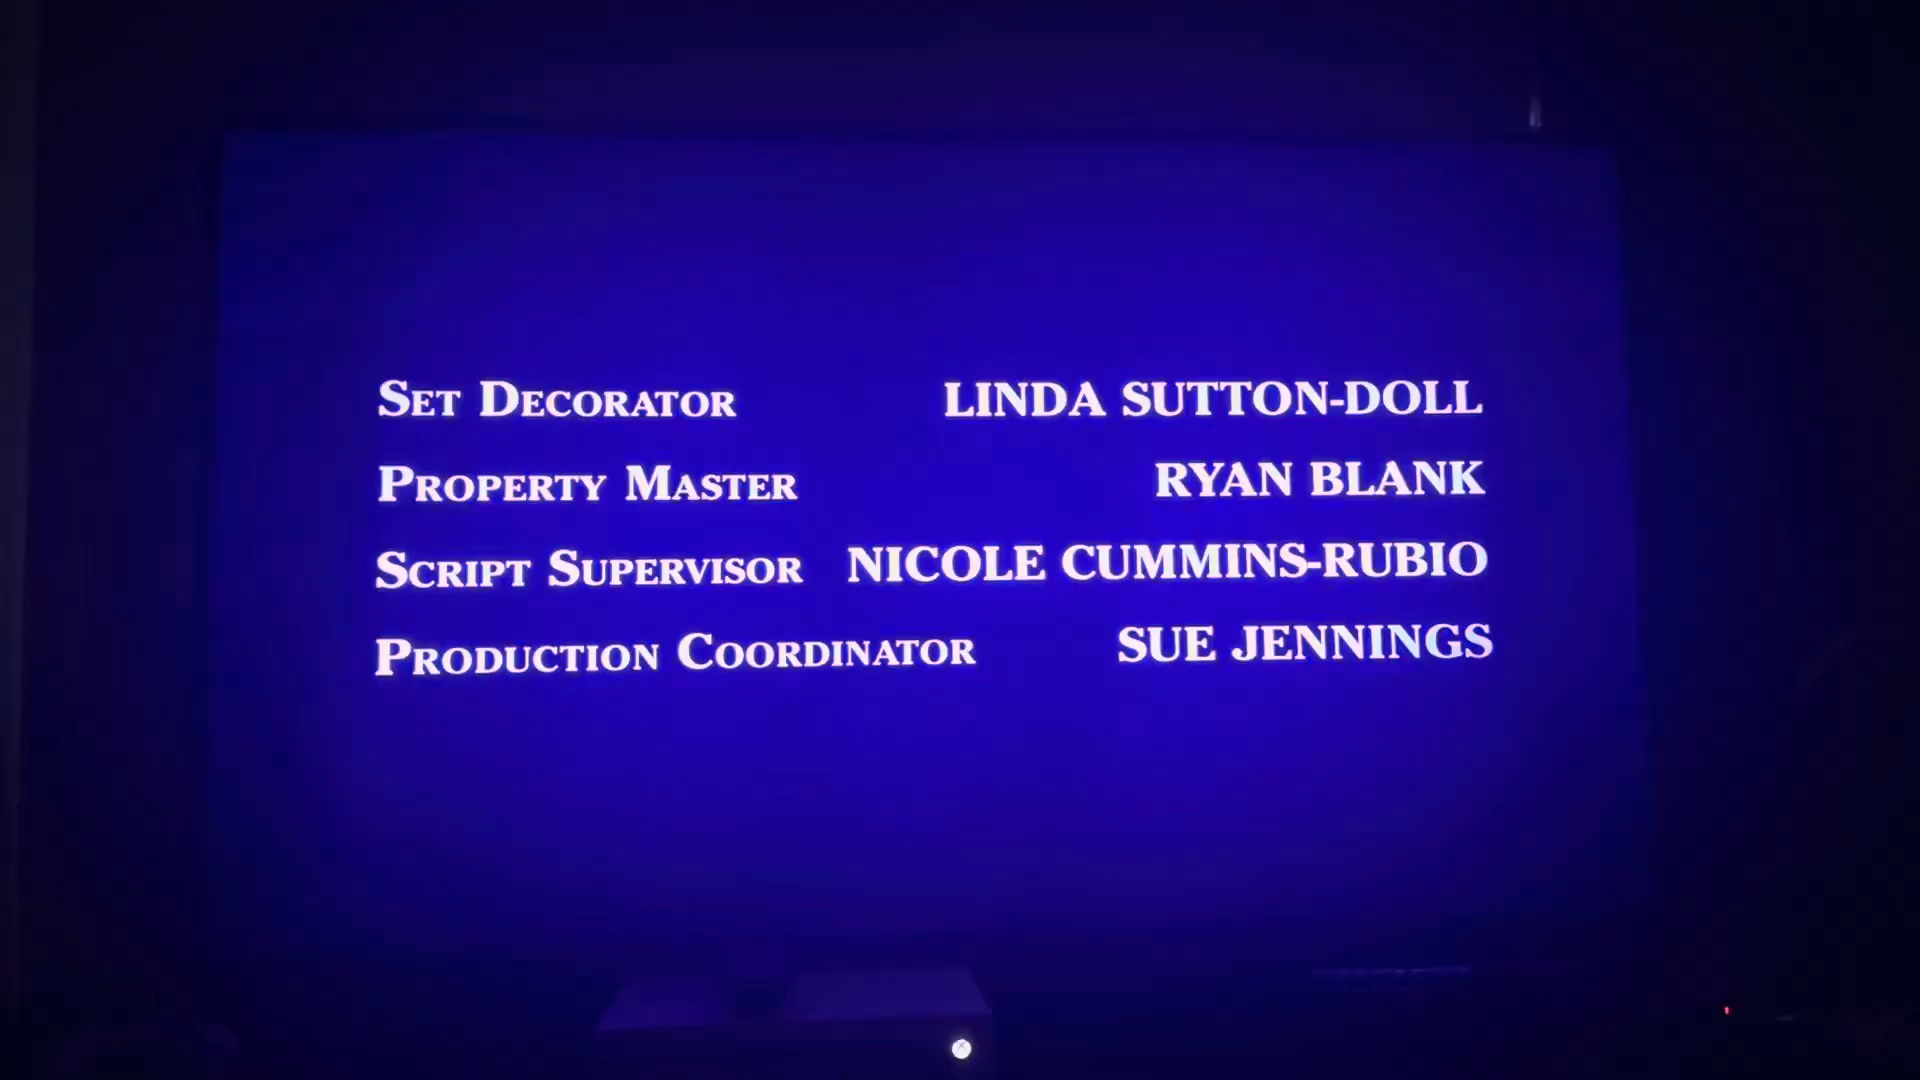 Set Decorator LINDA SUTTON-DOLL
Property Master RYAN BLANK
Script Supervisor NICOLE CUMMINS-RUBIO
Production Coordinator SUE JENNINGS